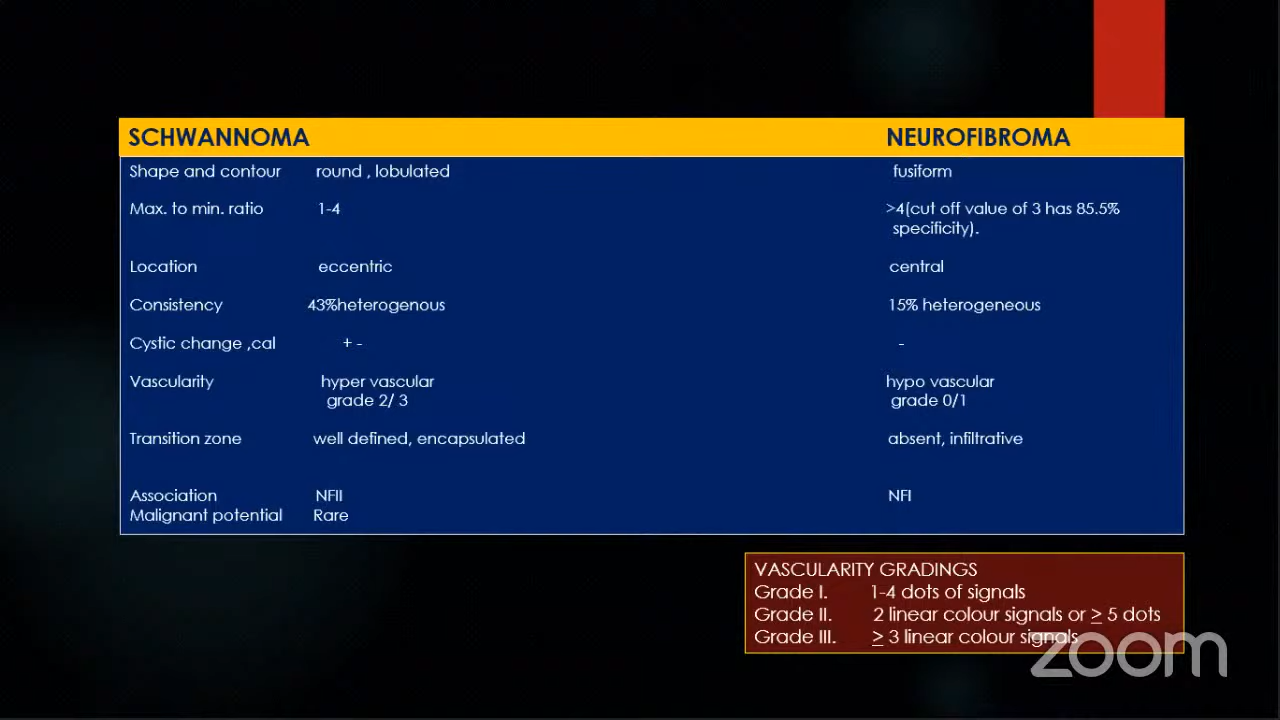 SCHWANNOMA NEUROFIBROMA
Shape and contour round , lobulated fusiform
Max. to min. ratio 1-4 >4(cut off value of 3 has 85.5%
specificity).
Location eccentric central
Consistency 43%heterogenous 15% heterogeneous
Cystic change ,cal + - -
Vascularity hyper vascular hypo vascular
grade 2/ 3 grade 0/1
Transition zone well defined, encapsulated absent, infiltrative
Association NFII NFI
Malignant potential Rare
VASCULARITY GRADINGS
Grade I. 1-4 dots of signals
Grade II. 2 linear colour signals or ≥ 5 dots
Grade III. ≥ 3 linear colour signals
zoom